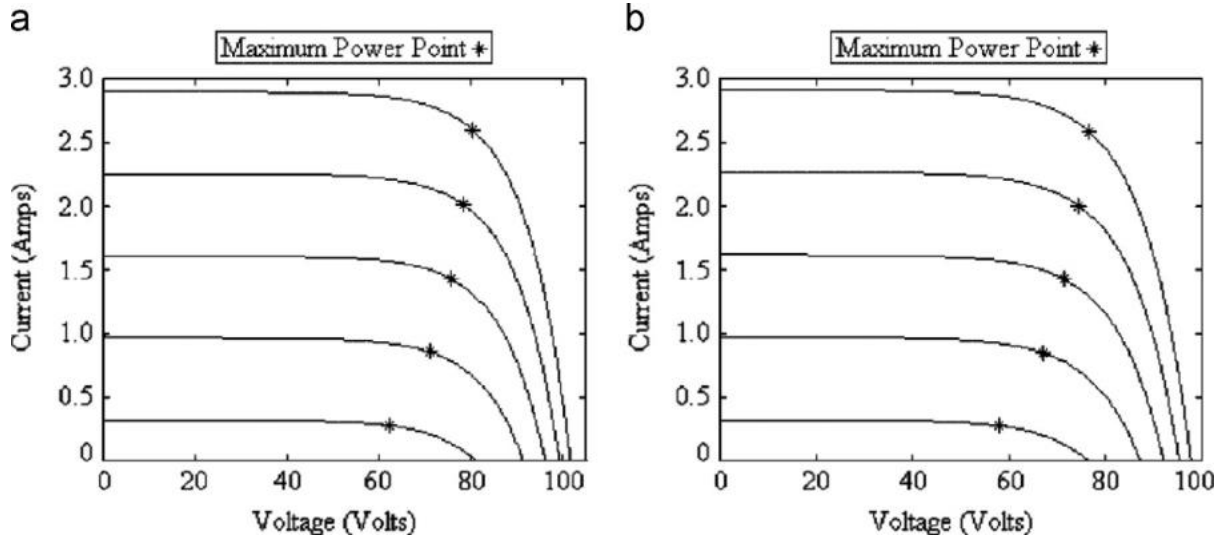 a
Maximum Power Point *
3.0
2.5
2.0
1.5
1.0
0.5
0
Current (Amps)
0 20 40 60 80 100
Voltage (Volts)
b
Maximum Power Point *
3.0
2.5
2.0
1.5
1.0
0.5
0
Current (Amps)
0 20 40 60 80 100
Voltage (Volts)